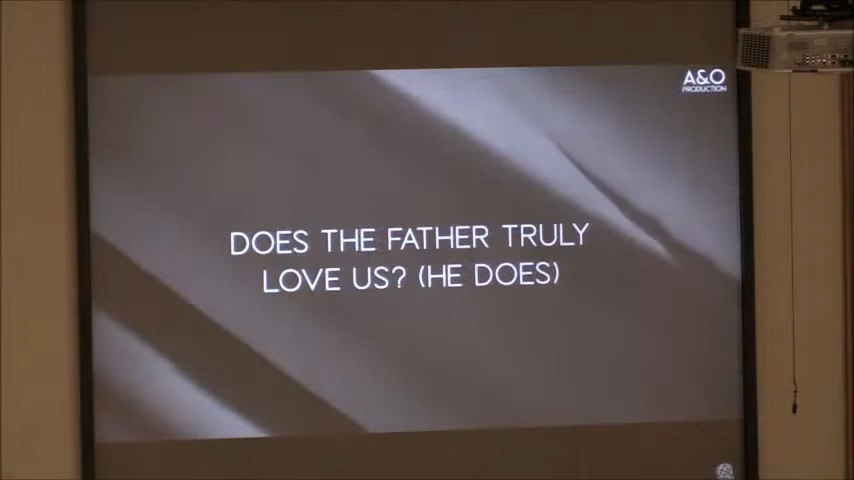 A&O
PRODUCTION
DOES THE FATHER TRULY
LOVE US? (HE DOES)